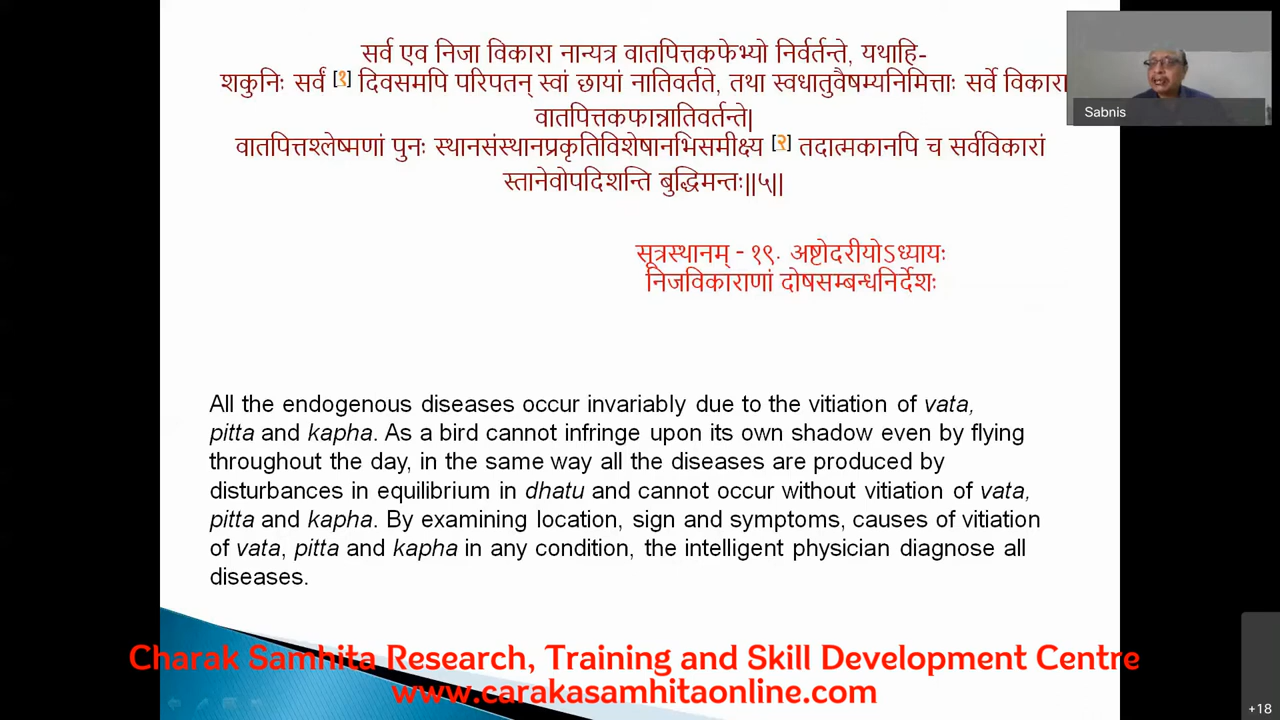 सर्व एव निजा विकारा नान्यत्र वातपित्तकफेभ्यो निर्वर्तन्ते, यथाहि-
शकुनिः सर्वं [१] दिवसमपि परिपतन् स्वां छायां नातिवर्तते, तथा स्वधातुवैषम्यनिमित्ताः सर्वे विकारा
वातपित्तकफान्नातिवर्तन्ते|
वातपित्तश्लेष्मणां पुनः स्थानसंस्थानप्रकृतिविशेषानभिसमीक्ष्य [२] तदात्मकानपि च सर्वविकारां
स्तानेवोपदिशन्ति बुद्धिमन्तः||५||
Sabnis
सूत्रस्थानम् - १९. अष्टोदरीयोऽध्यायः
निजविकाराणां दोषसम्बन्धनिर्देशः
All the endogenous diseases occur invariably due to the vitiation of vata,
pitta and kapha. As a bird cannot infringe upon its own shadow even by flying
throughout the day, in the same way all the diseases are produced by
disturbances in equilibrium in dhatu and cannot occur without vitiation of vata,
pitta and kapha. By examining location, sign and symptoms, causes of vitiation
of vata, pitta and kapha in any condition, the intelligent physician diagnose all
diseases.
Charak Samhita Research, Training and Skill Development Centre
www.carakasamhitaonline.com
+18